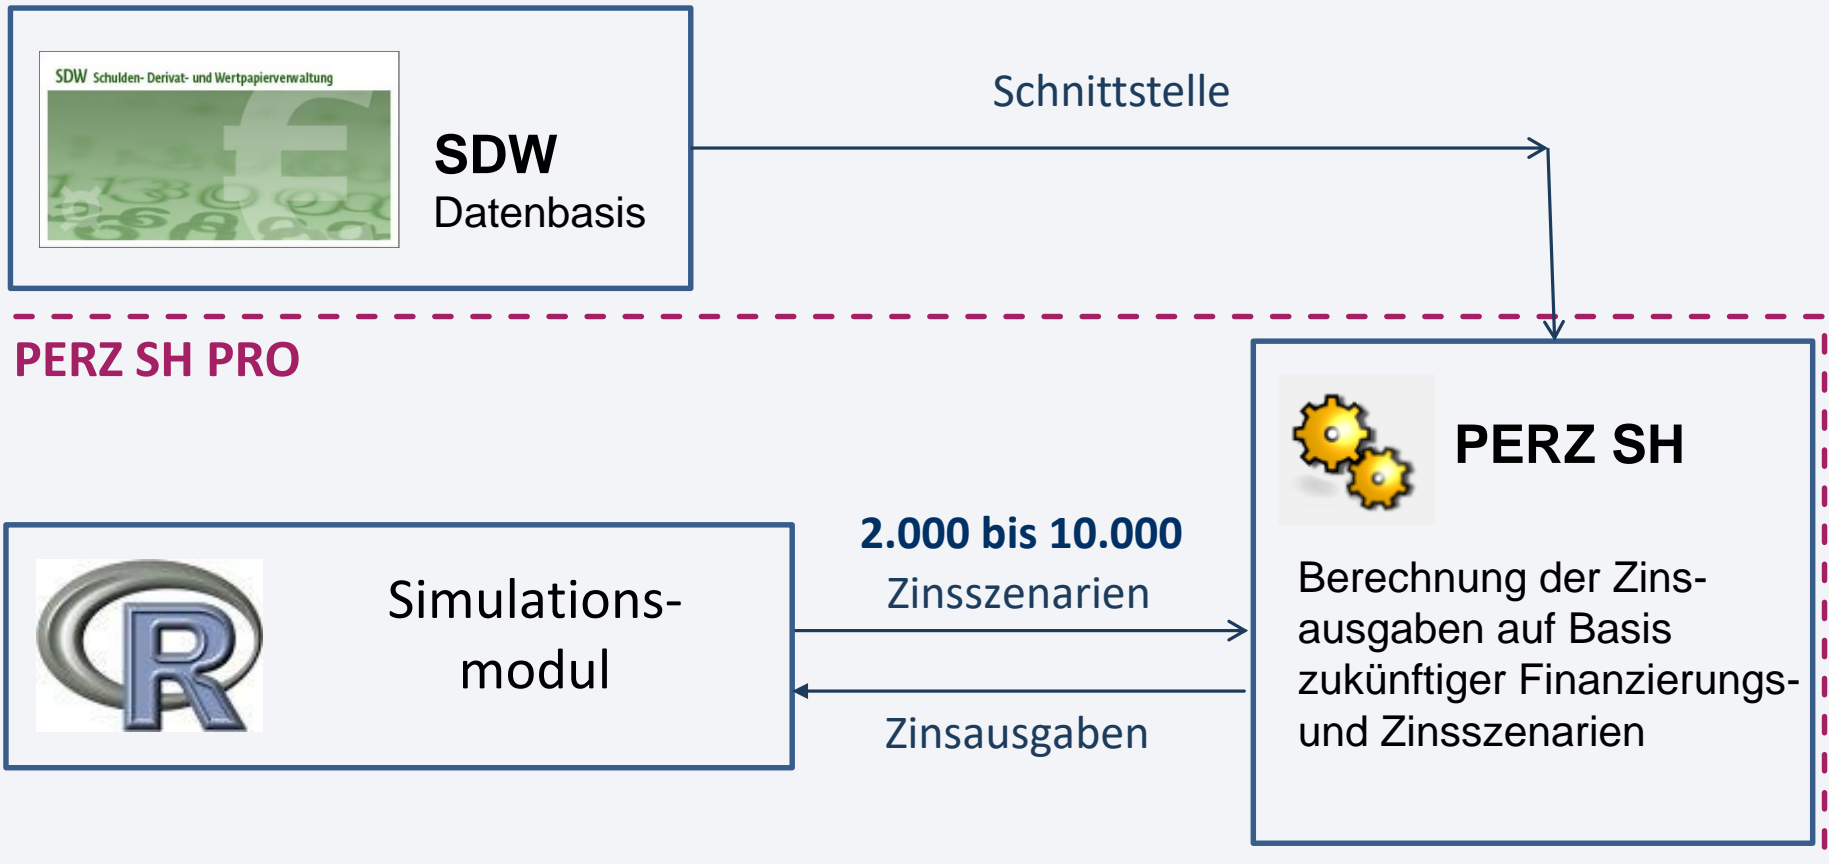 SDW Schulden- Derivat- und Wertpapierverwaltung
SDW
Datenbasis
Schnittstelle
PERZ SH PRO
PERZ SH
Berechnung der Zins-
ausgaben auf Basis
zukünftiger Finanzierungs-
und Zinsszenarien
R
Simulations-
modul
2.000 bis 10.000
Zinsszenarien
Zinsausgaben